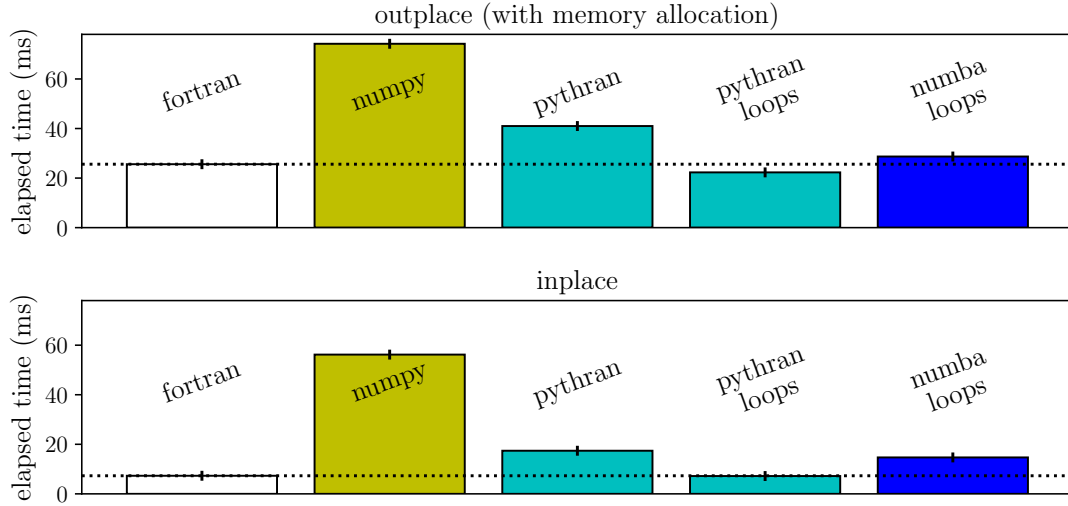 outplace (with memory allocation)
elapsed time (ms)
60
40
20
0
fortran
numpy
pythran
pythran
loops
numba
loops
inplace
elapsed time (ms)
60
40
20
0
fortran
numpy
pythran
pythran
loops
numba
loops